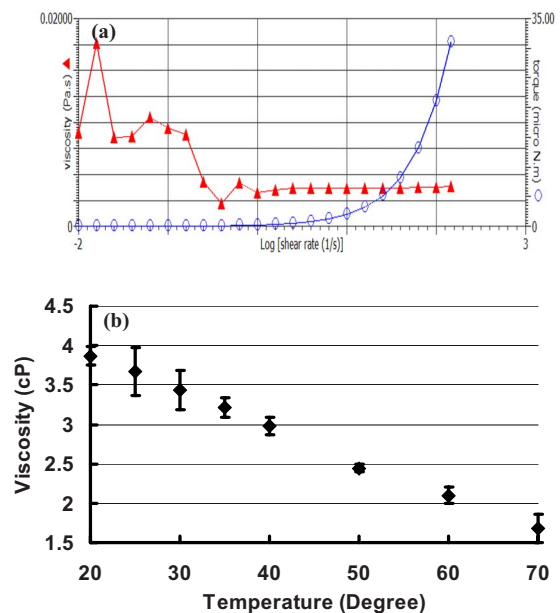 0.02000
(a)
35.00
viscosity (Pa.s)
torque (micro N.m)
0
0
-2
Log [shear rate (1/s)]
3
(b)
4.5
4
3.5
3
2.5
2
1.5
Viscosity (cP)
20
30
40
50
60
70
Temperature (Degree)